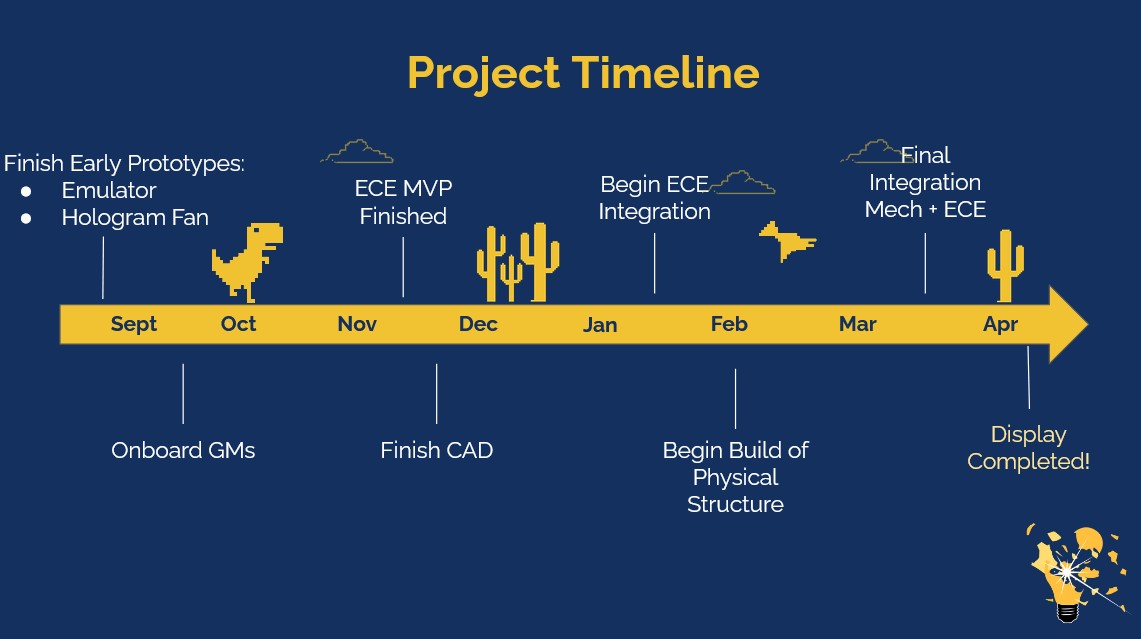 Project Timeline
Finish Early Prototypes:
● Emulator
● Hologram Fan
ECE MVP
Finished
Begin ECE
Integration
Final
Integration
Mech + ECE
Sept Oct Nov Dec Jan Feb Mar Apr
Onboard GMs
Finish CAD
Begin Build of
Physical
Structure
Display
Completed!